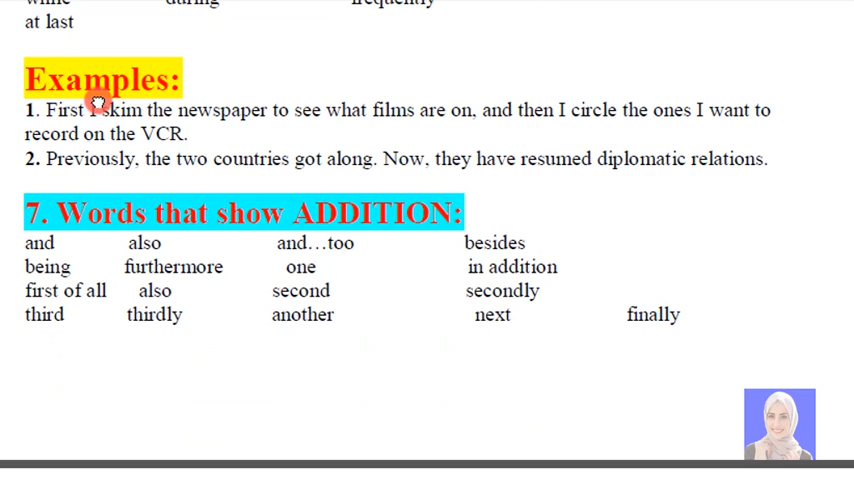 while during frequently
at last
Examples:
1. First I skim the newspaper to see what films are on, and then I circle the ones I want to
record on the VCR.
2. Previously, the two countries got along. Now, they have resumed diplomatic relations.
7. Words that show ADDITION:
and also and…too besides
being furthermore one in addition
first of all also second secondly
third thirdly another next finally